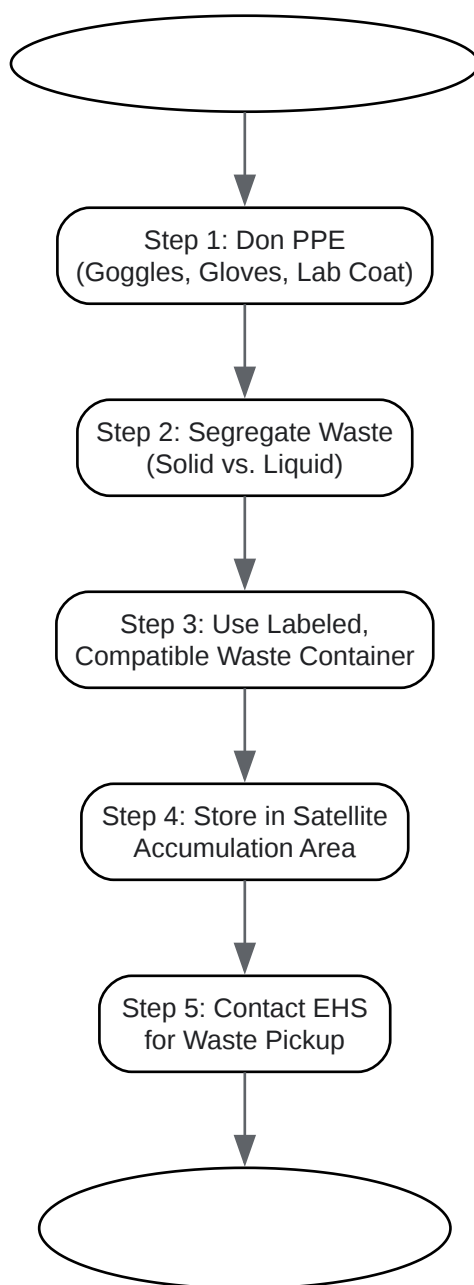 Step 1: Don PPE
(Goggles, Gloves, Lab Coat)
Step 2: Segregate Waste
(Solid vs. Liquid)
Step 3: Use Labeled,
Compatible Waste Container
Step 4: Store in Satellite
Accumulation Area
Step 5: Contact EHS
for Waste Pickup